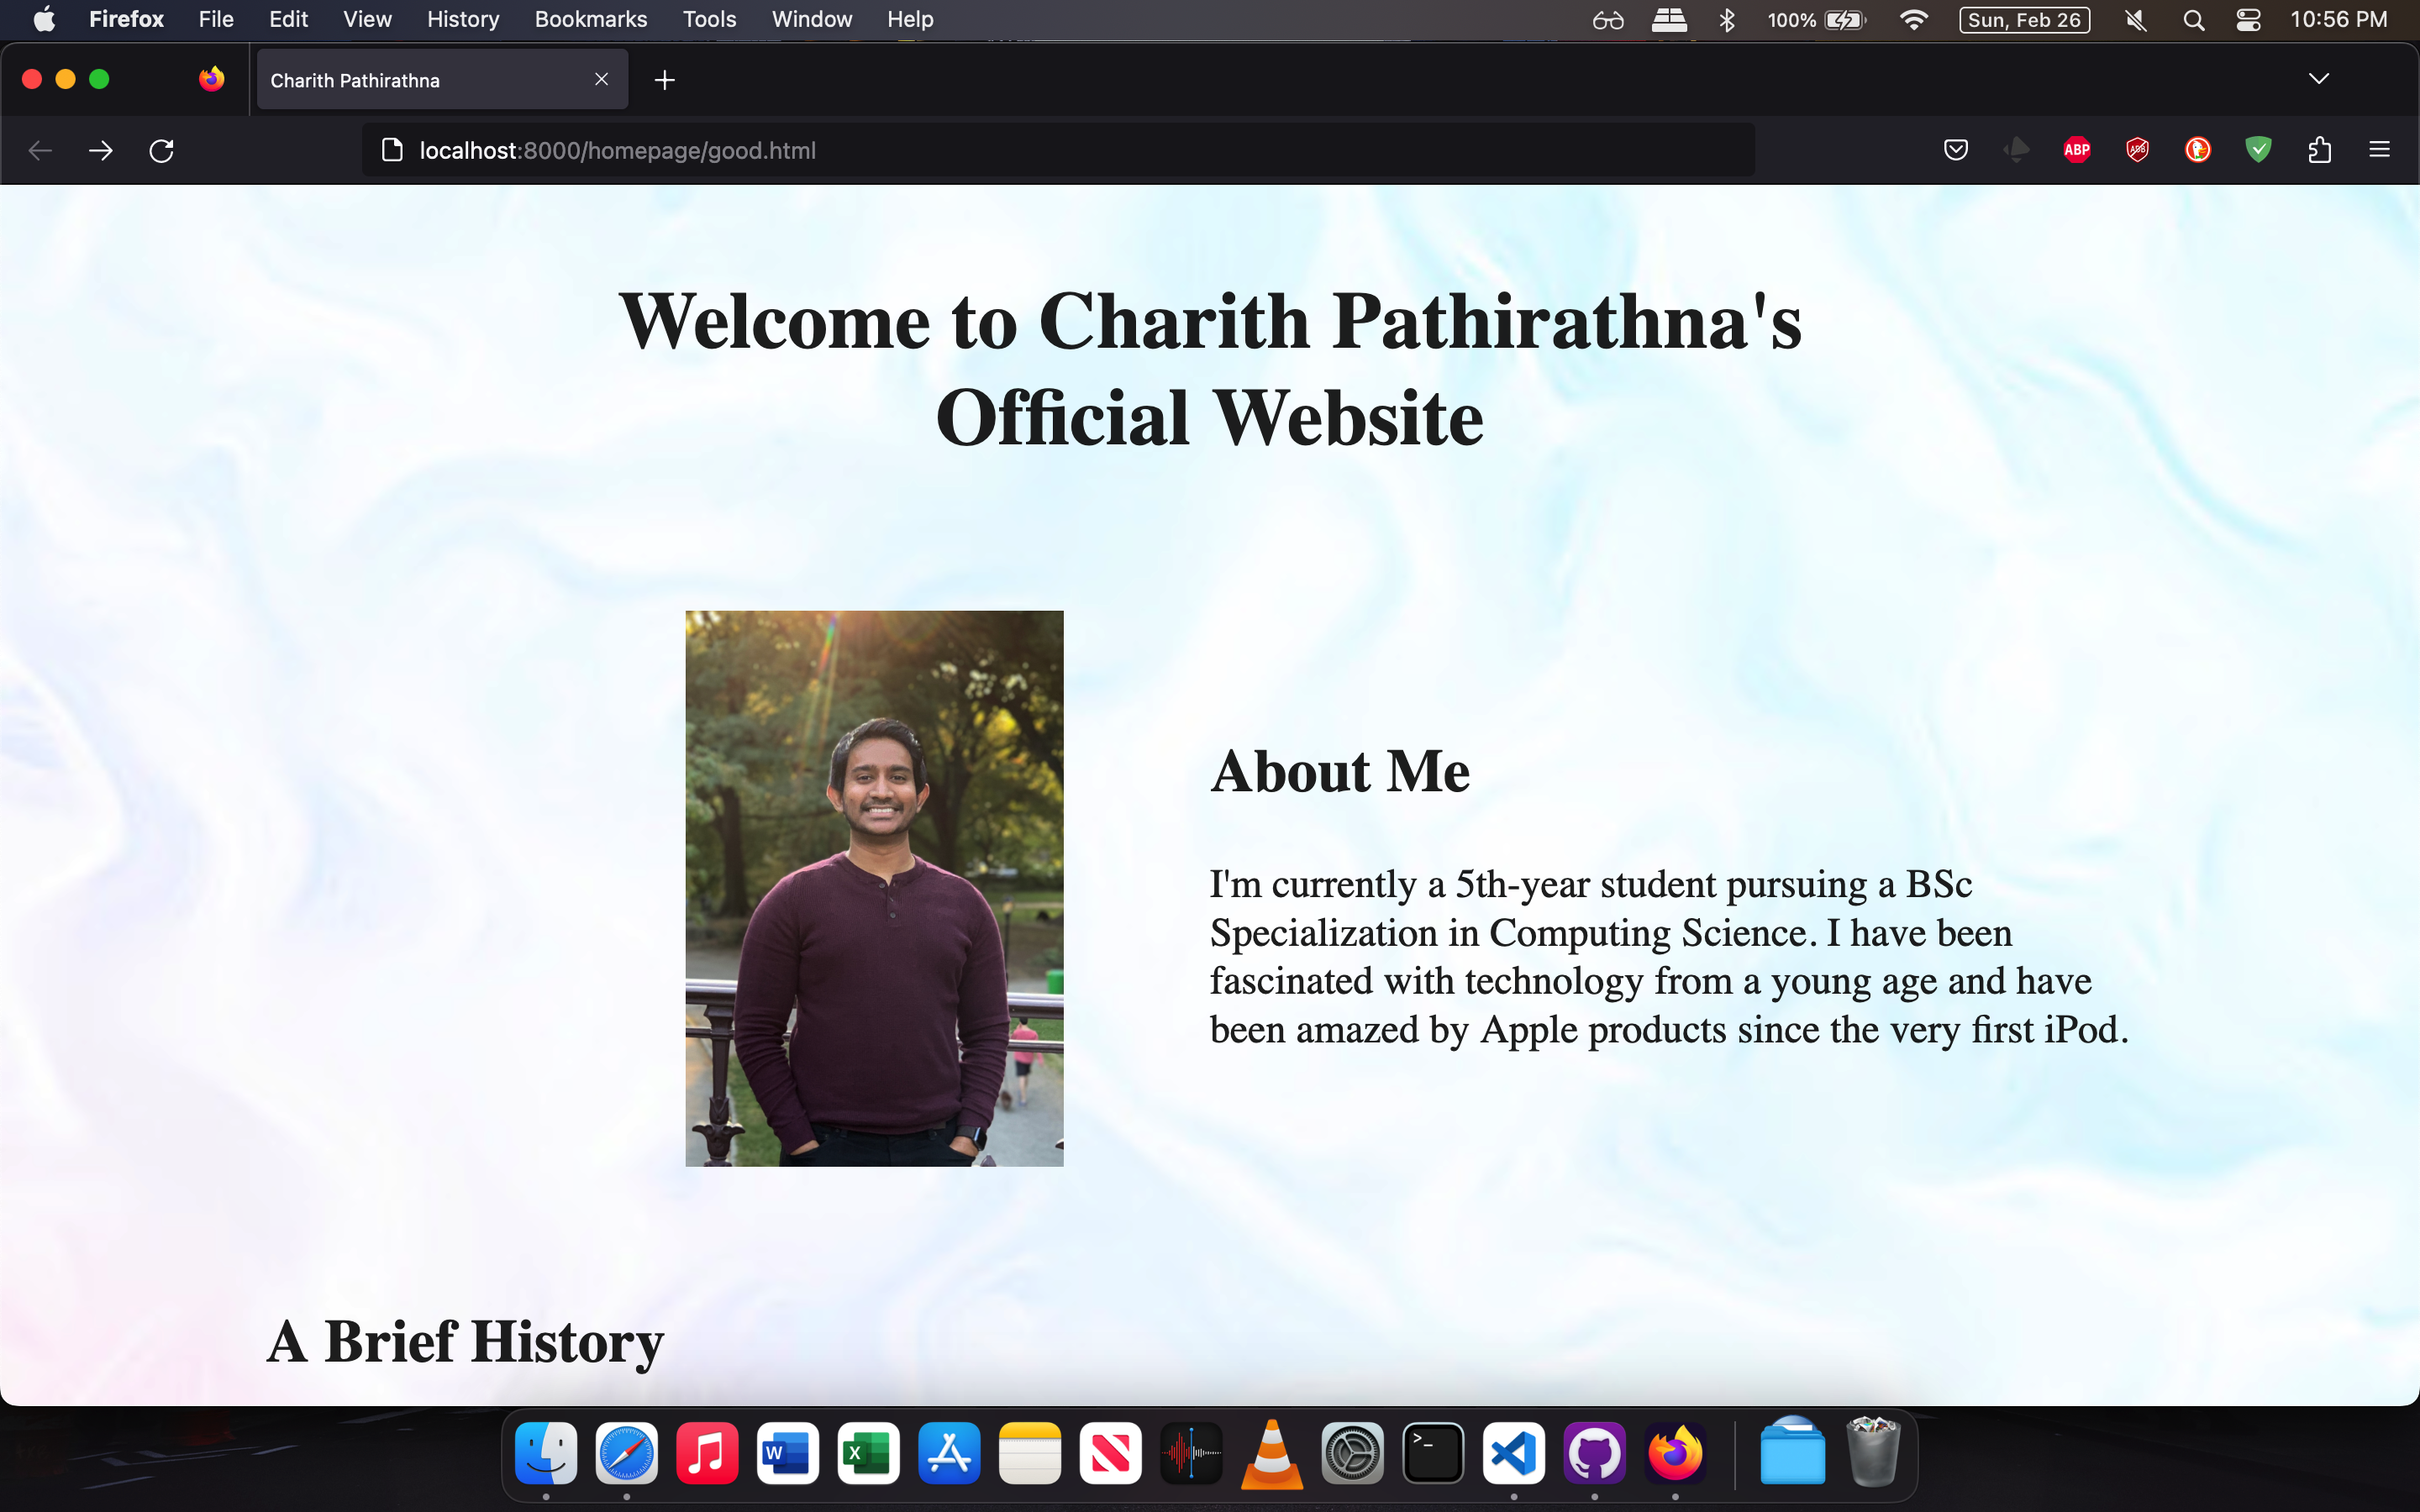 Firefox File Edit View History Bookmarks Tools Window Help 100% Sun, Feb 26 10:56 PM
Charith Pathirathna
localhost:8000/homepage/good.html ABP
Welcome to Charith Pathirathna's
Official Website
About Me
I'm currently a 5th-year student pursuing a BSc
Specialization in Computing Science. I have been
fascinated with technology from a young age and have
been amazed by Apple products since the very first iPod.
A Brief History
W X >_